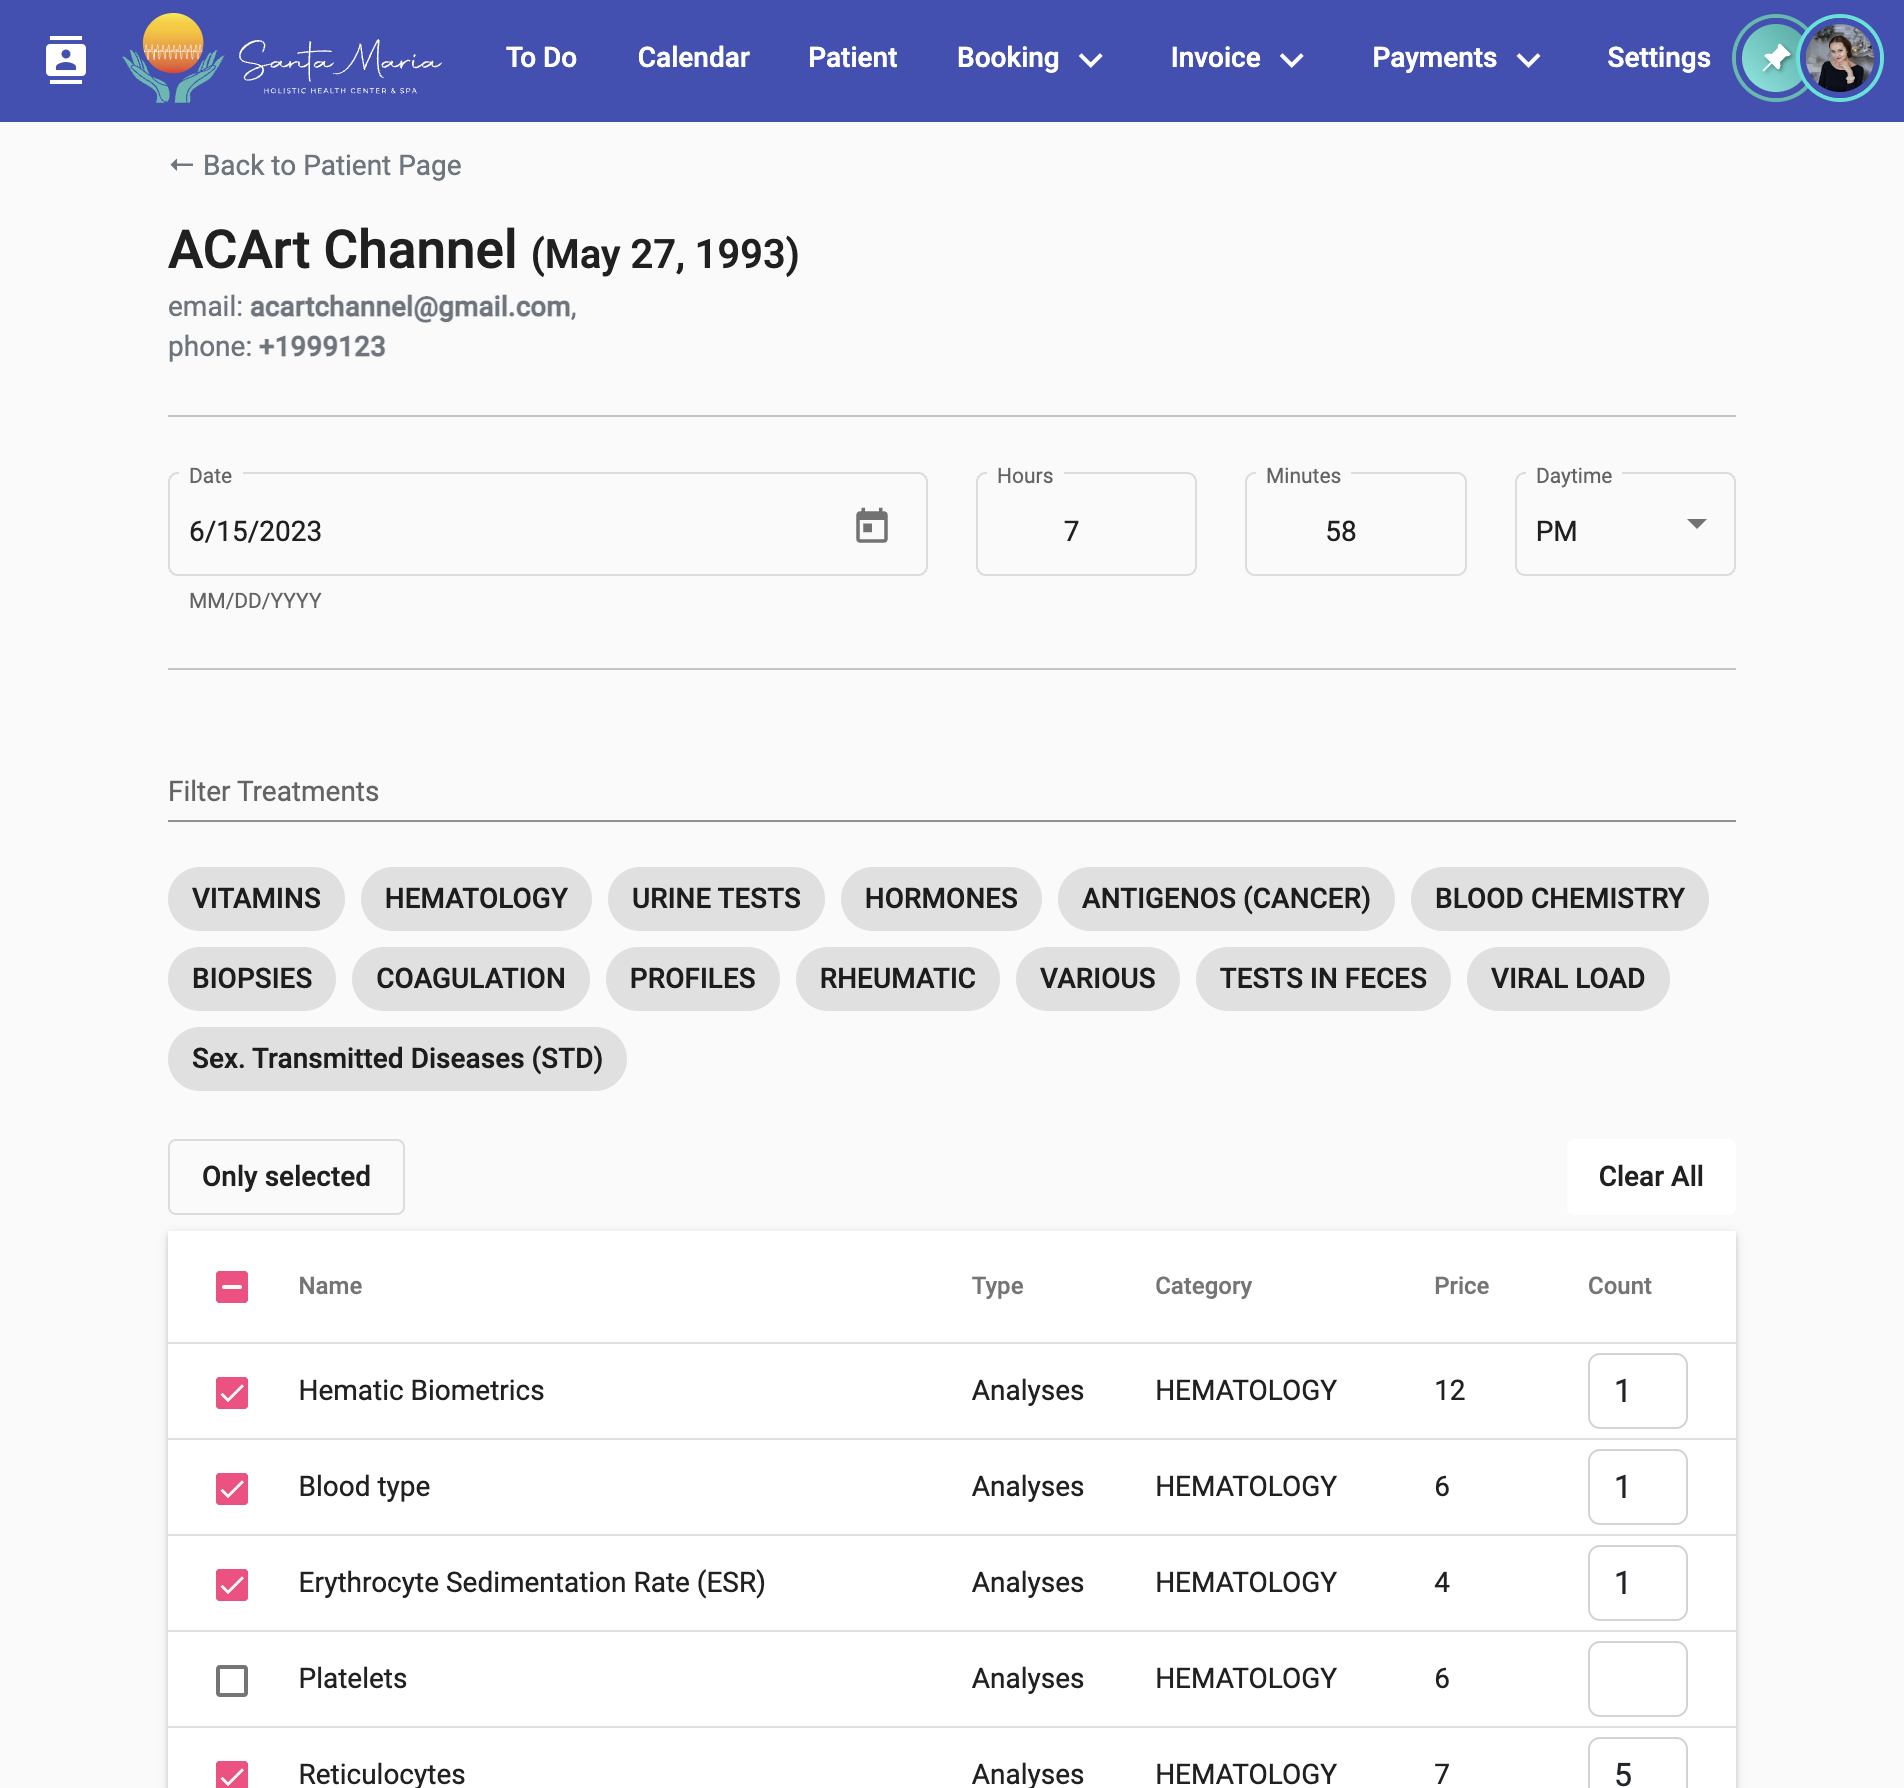 Santa Maria
HOLISTIC HEALTH CENTER & SPA
To Do Calendar Patient Booking Invoice Payments Settings
← Back to Patient Page
ACArt Channel (May 27, 1993)
email: acartchannel@gmail.com,
phone: +1999123
Date Hours Minutes Daytime
6/15/2023 7 58 PM
MM/DD/YYYY
Filter Treatments
VITAMINS HEMATOLOGY URINE TESTS HORMONES ANTIGENOS (CANCER) BLOOD CHEMISTRY
BIOPSIES COAGULATION PROFILES RHEUMATIC VARIOUS TESTS IN FECES VIRAL LOAD
Sex. Transmitted Diseases (STD)
Only selected Clear All
Name Type Category Price Count
Hematic Biometrics Analyses HEMATOLOGY 12 1
Blood type Analyses HEMATOLOGY 6 1
Erythrocyte Sedimentation Rate (ESR) Analyses HEMATOLOGY 4 1
Platelets Analyses HEMATOLOGY 6
Reticulocytes Analyses HEMATOLOGY 7 5